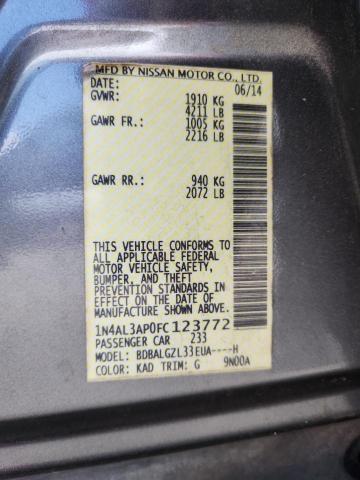 MFD BY NISSAN MOTOR CO., LTD.
DATE: 06/14
GVWR: 1910 KG
4211 LB
GAWR FR.: 1005 KG
2216 LB
GAWR RR.: 940 KG
2072 LB
THIS VEHICLE CONFORMS TO
ALL APPLICABLE FEDERAL
MOTOR VEHICLE SAFETY,
BUMPER, AND THEFT
PREVENTION STANDARDS
IN EFFECT ON THE DATE OF
MANUFACTURE SHOWN ABOVE.
1N4AL3AP0FC123772
PASSENGER CAR 233
MODEL: BDBALGZL33EUA----H
COLOR: KAD TRIM: G 9N00A